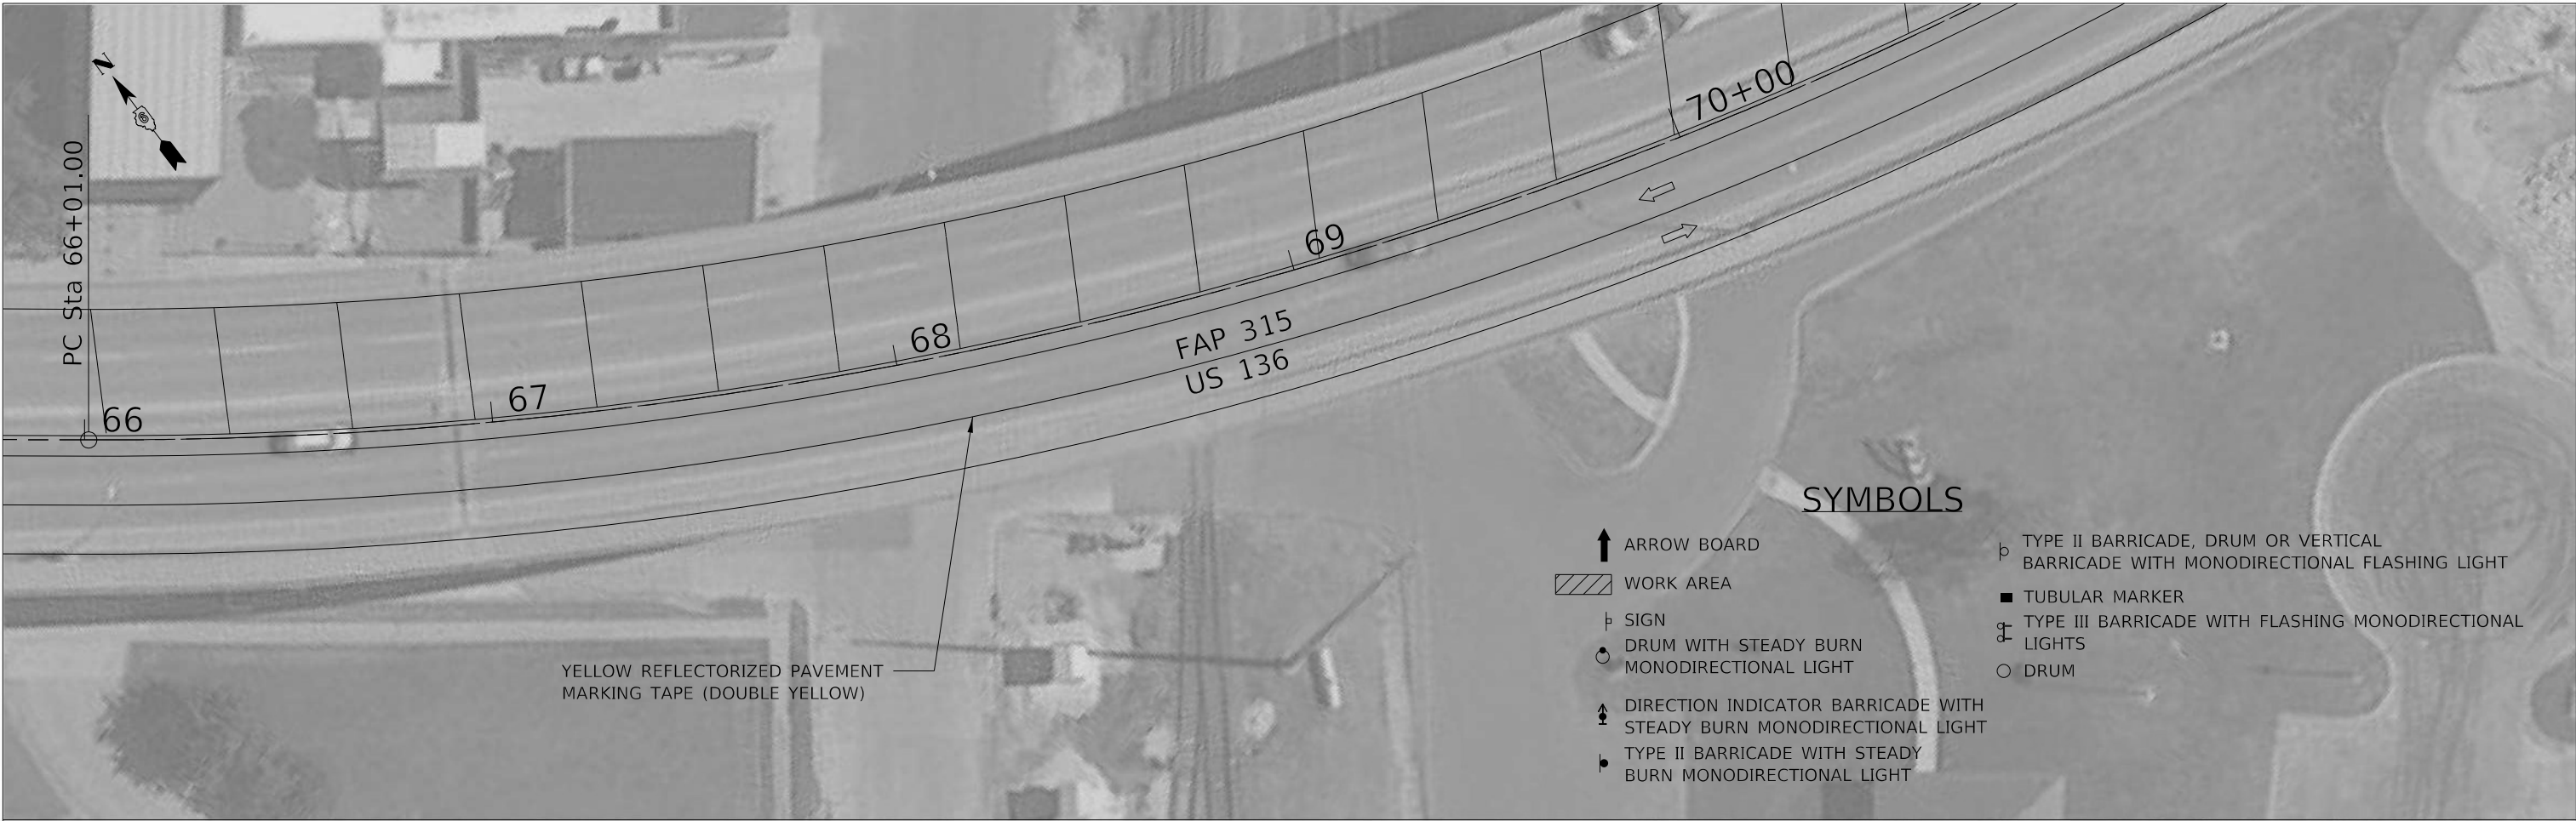 N
PC Sta 66+01.00
66
67
68
69
70+00
FAP 315
US 136
YELLOW REFLECTORIZED PAVEMENT
MARKING TAPE (DOUBLE YELLOW)
SYMBOLS
ARROW BOARD
WORK AREA
SIGN
DRUM WITH STEADY BURN
MONODIRECTIONAL LIGHT
DIRECTION INDICATOR BARRICADE WITH
STEADY BURN MONODIRECTIONAL LIGHT
TYPE II BARRICADE WITH STEADY
BURN MONODIRECTIONAL LIGHT
TYPE II BARRICADE, DRUM OR VERTICAL
BARRICADE WITH MONODIRECTIONAL FLASHING LIGHT
TUBULAR MARKER
TYPE III BARRICADE WITH FLASHING MONODIRECTIONAL
LIGHTS
DRUM